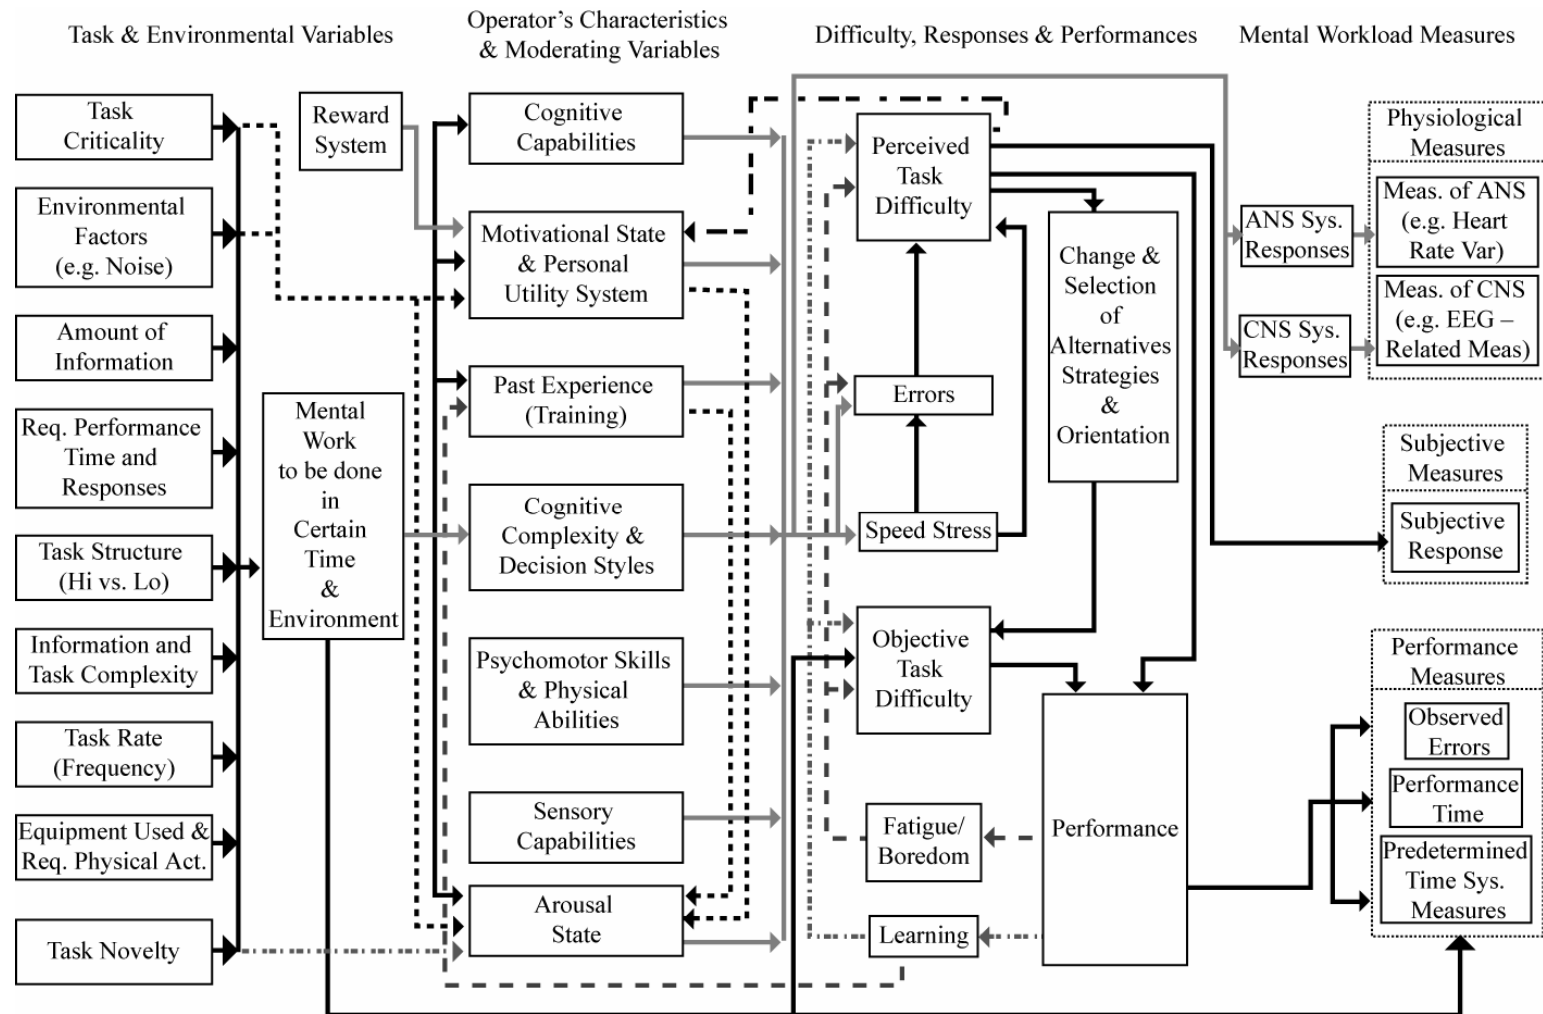 Task & Environmental Variables
Operator’s Characteristics
& Moderating Variables
Difficulty, Responses & Performances
Mental Workload Measures
Task
Criticality
Environmental
Factors
(e.g. Noise)
Amount of
Information
Req. Performance
Time and
Responses
Task Structure
(Hi vs. Lo)
Information and
Task Complexity
Task Rate
(Frequency)
Equipment Used &
Req. Physical Act.
Task Novelty
Reward
System
Mental
Work
to be done
in
Certain
Time
&
Environment
Cognitive
Capabilities
Motivational State
& Personal
Utility System
Past Experience
(Training)
Cognitive
Complexity &
Decision Styles
Psychomotor Skills
& Physical
Abilities
Sensory
Capabilities
Arousal
State
Perceived
Task
Difficulty
Errors
Speed Stress
Objective
Task
Difficulty
Fatigue/
Boredom
Learning
Change &
Selection
of
Alternatives
Strategies
&
Orientation
Performance
ANS Sys.
Responses
CNS Sys.
Responses
Physiological
Measures
Meas. of ANS
(e.g. Heart
Rate Var)
Meas. of CNS
(e.g. EEG –
Related Meas)
Subjective
Measures
Subjective
Response
Performance
Measures
Observed
Errors
Performance
Time
Predetermined
Time Sys.
Measures